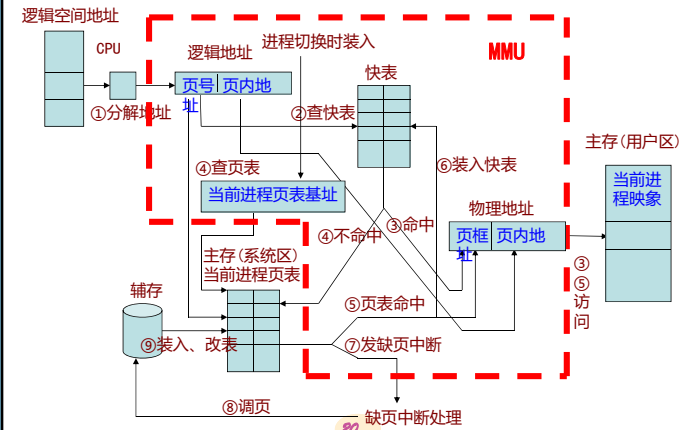 逻辑空间地址
CPU
逻辑地址
进程切换时装入
MMU
快表
页号
页内地
址
①分解地址
②查快表
主存(用户区)
④查页表
⑥装入快表
当前进
程映象
当前进程页表基址
物理地址
③命中
④不命中
页框
页内地
址
主存(系统区)
当前进程页表
③
⑤
访
问
辅存
⑤页表命中
⑨装入、改表
⑦发缺页中断
⑧调页
缺页中断处理